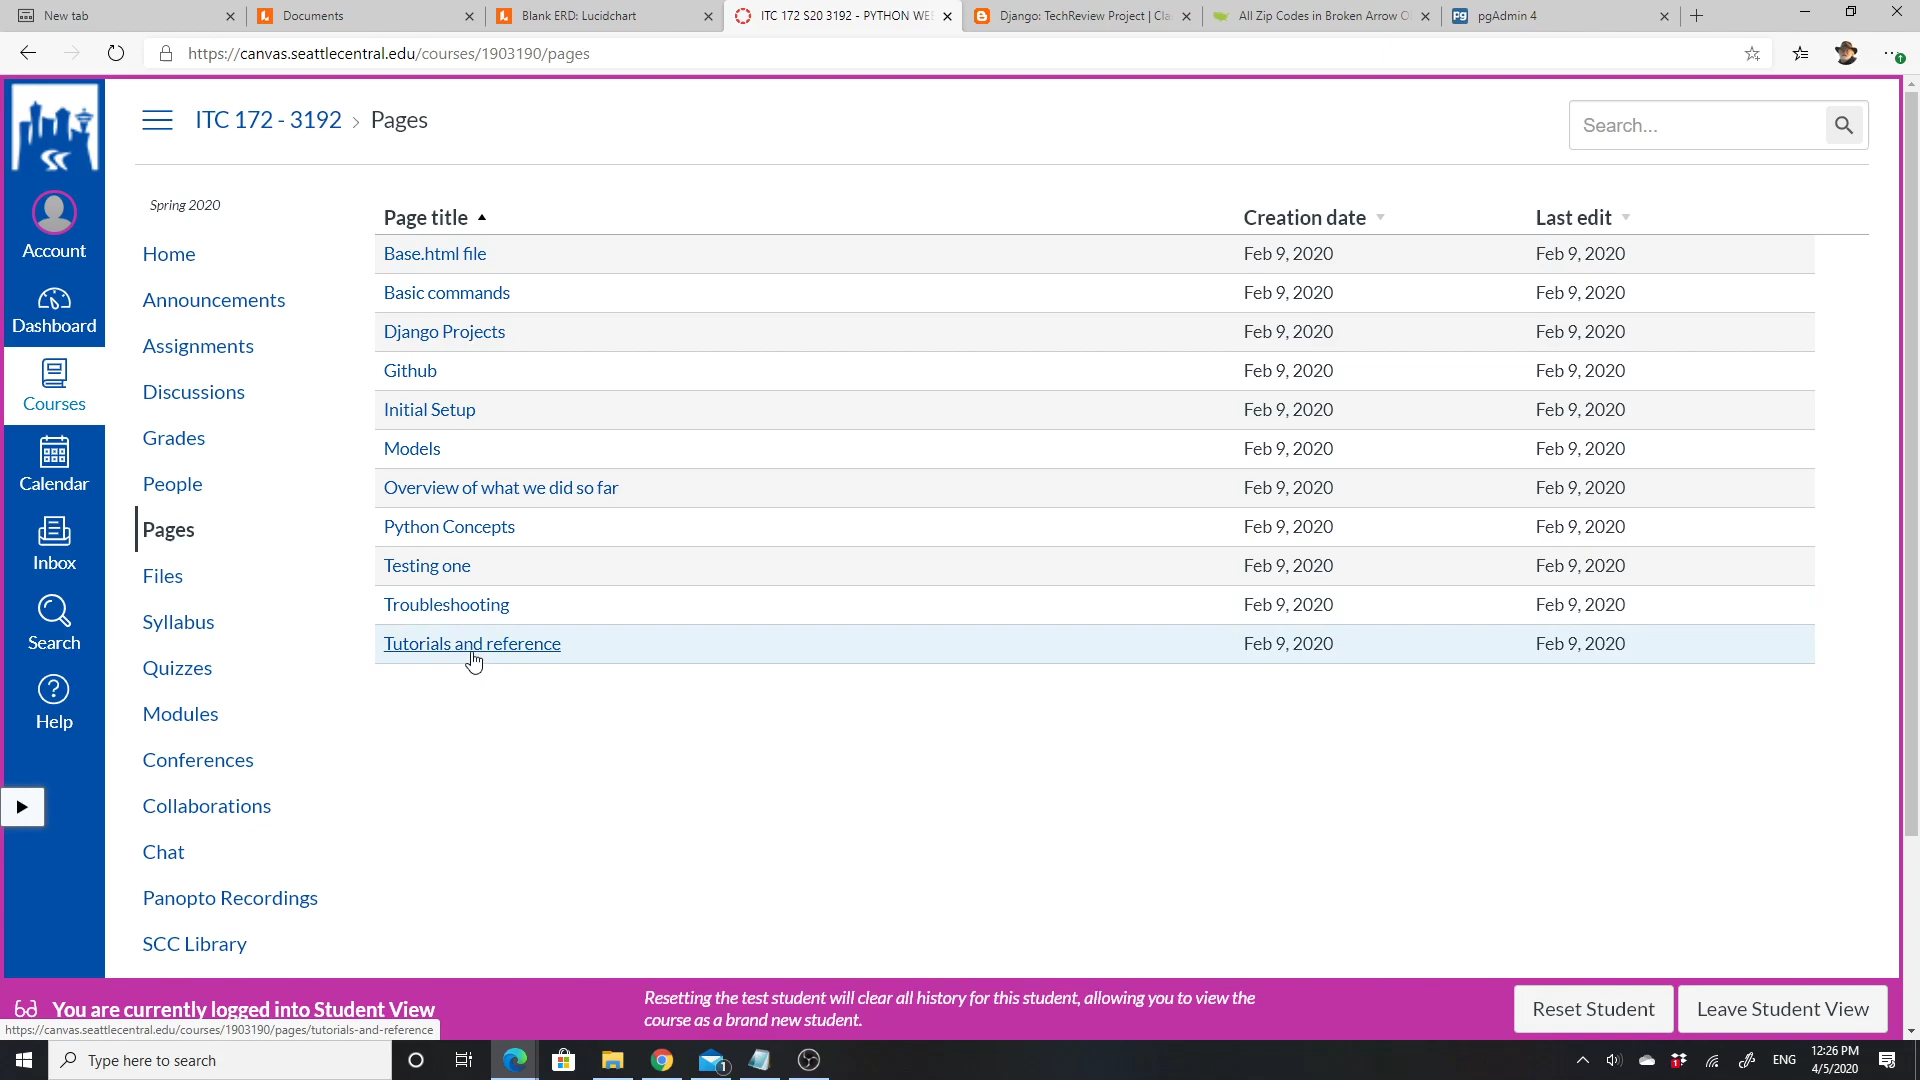 New tab
Documents
Blank ERD: Lucidchart
ITC 172 S20 3192 - PYTHON WE
Django: TechReview Project | Cla
All Zip Codes in Broken Arrow O
pgAdmin 4
https://canvas.seattlecentral.edu/courses/1903190/pages
ITC 172 - 3192 > Pages
Search...
Spring 2020
Account
Dashboard
Courses
Calendar
Inbox
Search
Help
Home
Announcements
Assignments
Discussions
Grades
People
Pages
Files
Syllabus
Quizzes
Modules
Conferences
Collaborations
Chat
Panopto Recordings
SCC Library
Page title Creation date Last edit
Base.html file Feb 9, 2020 Feb 9, 2020
Basic commands Feb 9, 2020 Feb 9, 2020
Django Projects Feb 9, 2020 Feb 9, 2020
Github Feb 9, 2020 Feb 9, 2020
Initial Setup Feb 9, 2020 Feb 9, 2020
Models Feb 9, 2020 Feb 9, 2020
Overview of what we did so far Feb 9, 2020 Feb 9, 2020
Python Concepts Feb 9, 2020 Feb 9, 2020
Testing one Feb 9, 2020 Feb 9, 2020
Troubleshooting Feb 9, 2020 Feb 9, 2020
Tutorials and reference Feb 9, 2020 Feb 9, 2020
You are currently logged into Student View
Resetting the test student will clear all history for this student, allowing you to view the
course as a brand new student.
Reset Student
Leave Student View
https://canvas.seattlecentral.edu/courses/1903190/pages/tutorials-and-reference
Type here to search
1
1
ENG
12:26 PM
4/5/2020